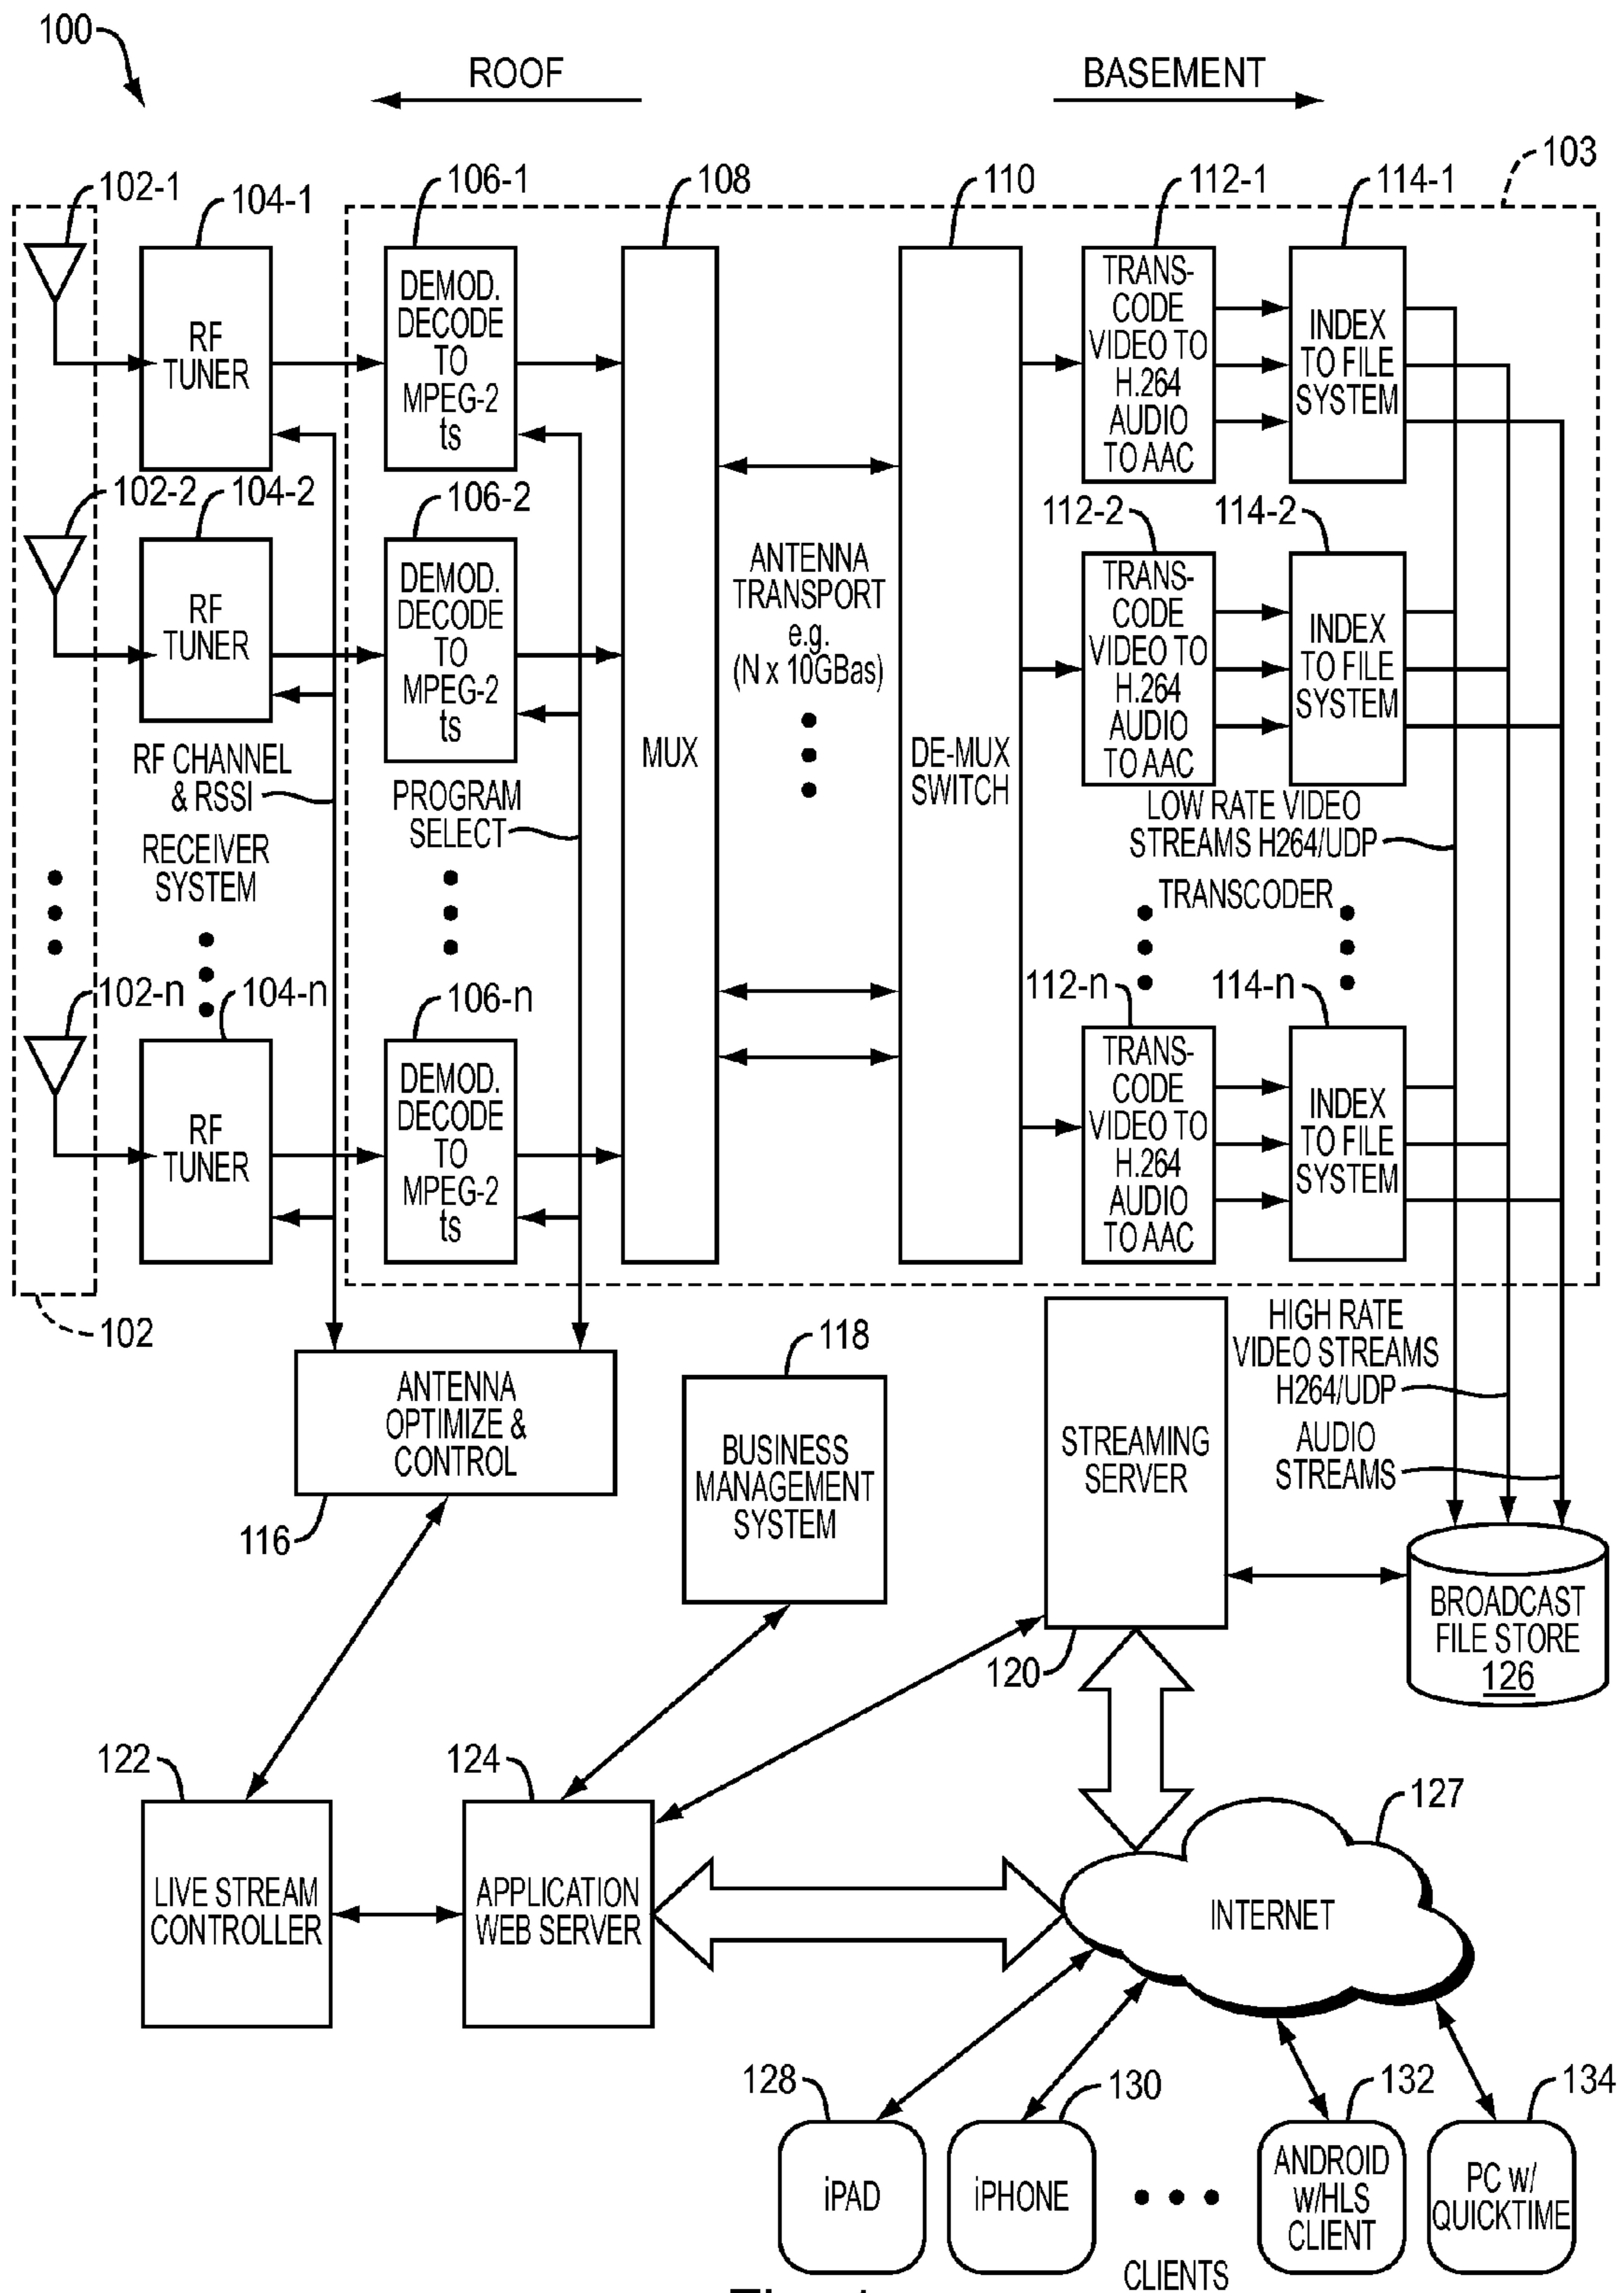 100
ROOF
BASEMENT
103
102-1
104-1
106-1
108
110
112-1
114-1
RF
TUNER
DEMOD.
DECODE
TO
MPEG-2
ts
TRANS-
CODE
VIDEO TO
H.264
AUDIO
TO AAC
INDEX
TO FILE
SYSTEM
102-2
104-2
106-2
112-2
114-2
RF
TUNER
DEMOD.
DECODE
TO
MPEG-2
ts
MUX
ANTENNA
TRANSPORT
e.g.
(N x 10GBas)
DE-MUX
SWITCH
TRANS-
CODE
VIDEO TO
H.264
AUDIO
TO AAC
INDEX
TO FILE
SYSTEM
RF CHANNEL
& RSSI
RECEIVER
SYSTEM
PROGRAM
SELECT
LOW RATE VIDEO
STREAMS H264/UDP
TRANSCODER
102-n
104-n
106-n
112-n
114-n
RF
TUNER
DEMOD.
DECODE
TO
MPEG-2
ts
TRANS-
CODE
VIDEO TO
H.264
AUDIO
TO AAC
INDEX
TO FILE
SYSTEM
102
ANTENNA
OPTIMIZE &
CONTROL
116
118
BUSINESS
MANAGEMENT
SYSTEM
STREAMING
SERVER
120
HIGH RATE
VIDEO STREAMS
H264/UDP
AUDIO
STREAMS
BROADCAST
FILE STORE
126
122
LIVE STREAM
CONTROLLER
124
APPLICATION
WEB SERVER
127
INTERNET
128
iPAD
130
iPHONE
132
ANDROID
w/HLS
CLIENT
134
PC w/
QUICKTIME
CLIENTS